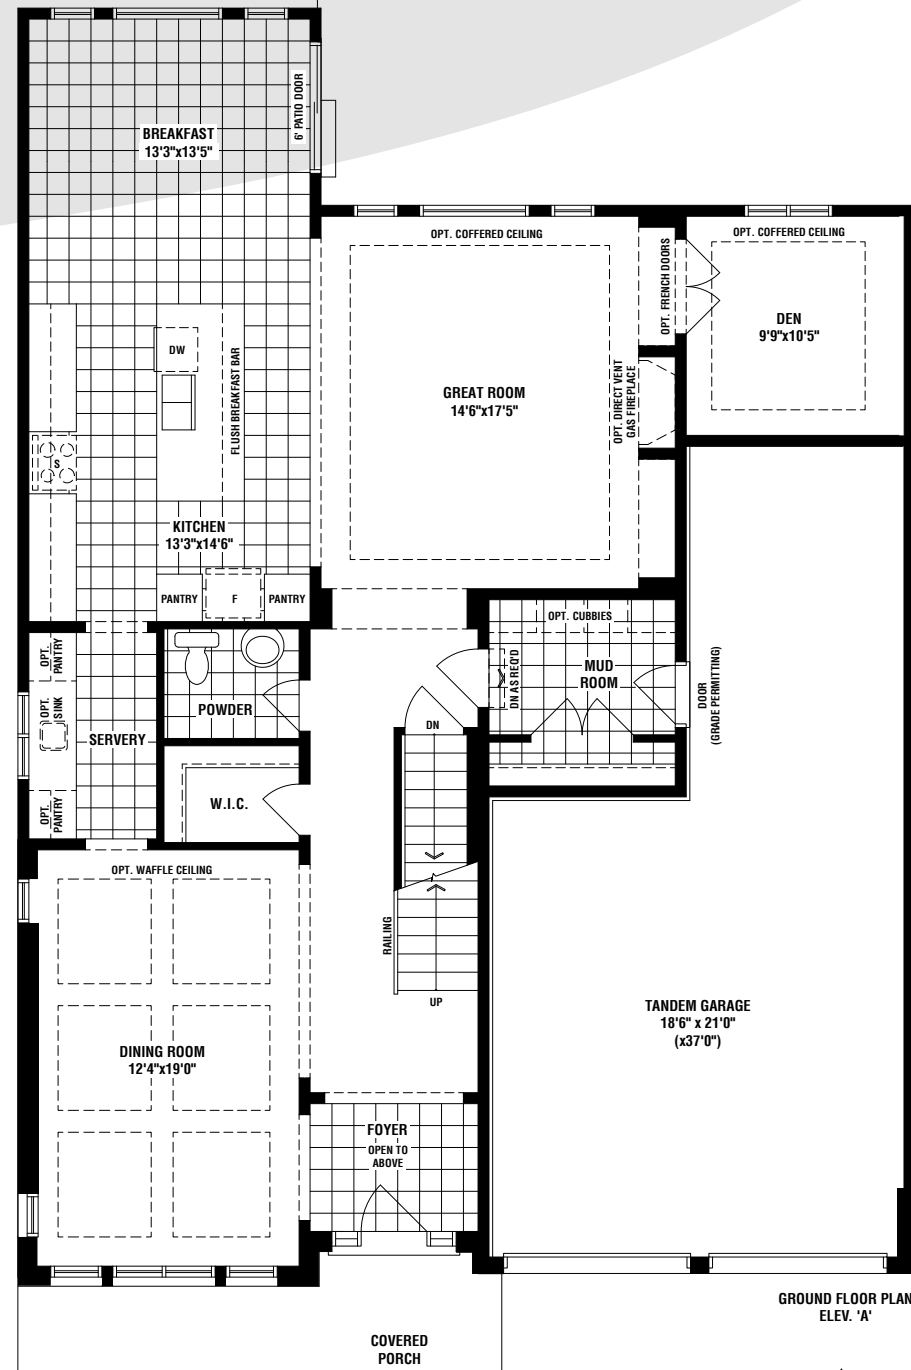 BREAKFAST
13'3"x13'5"
6' PATIO DOOR
OPT. COFFERED CEILING
OPT. FRENCH DOORS
OPT. COFFERED CEILING
DEN
9'9"x10'5"
DW
FLUSH BREAKFAST BAR
GREAT ROOM
14'6"x17'5"
OPT. DIRECT VENT
GAS FIREPLACE
S
KITCHEN
13'3"x14'6"
PANTRY
F
PANTRY
OPT. CUBBIES
OPT.
PANTRY
OPT.
SINK
SERVERY
OPT.
PANTRY
POWDER
W.I.C.
DN
DN AS REQ'D
MUD
ROOM
DOOR
(GRADE PERMITTING)
OPT. WAFFLE CEILING
RAILING
UP
DINING ROOM
12'4"x19'0"
TANDEM GARAGE
18'6" x 21'0"
(x37'0")
FOYER
OPEN TO
ABOVE
GROUND FLOOR PLAN
ELEV. 'A'
COVERED
PORCH